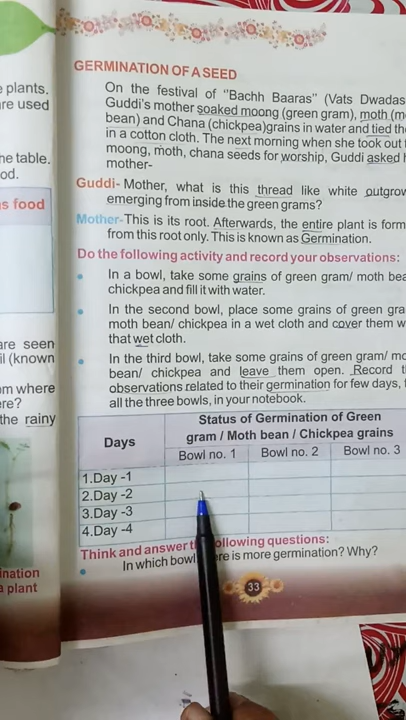 e plants.
are used
he table.
od.
s food
are seen
il (known
om where
ere?
the rainy
ination
a plant
GERMINATION OF A SEED
On the festival of "Bachh Baaras" (Vats Dwadas
Guddi's mother soaked moong (green gram), moth (m
bean) and Chana (chickpea)grains in water and tied th
in a cotton cloth. The next morning when she took out
moong, moth, chana seeds for worship, Guddi asked h
mother-
Guddi- Mother, what is this thread like white outgrow
emerging from inside the green grams?
Mother-This is its root. Afterwards, the entire plant is form
from this root only. This is known as Germination.
Do the following activity and record your observations:
In a bowl, take some grains of green gram/ moth bea
chickpea and fill it with water.
In the second bowl, place some grains of green gra
moth bean/ chickpea in a wet cloth and cover them w
that wet cloth.
In the third bowl, take some grains of green gram/ mo
bean/ chickpea and leave them open. Record t
observations related to their germination for few days,
all the three bowls, in your notebook.
Days
Status of Germination of Green
gram / Moth bean / Chickpea grains
Bowl no. 1 Bowl no. 2 Bowl no. 3
1.Day -1
2.Day -2
3.Day -3
4.Day -4
Think and answer t ollowing questions:
In which bowl ere is more germination? Why?
33